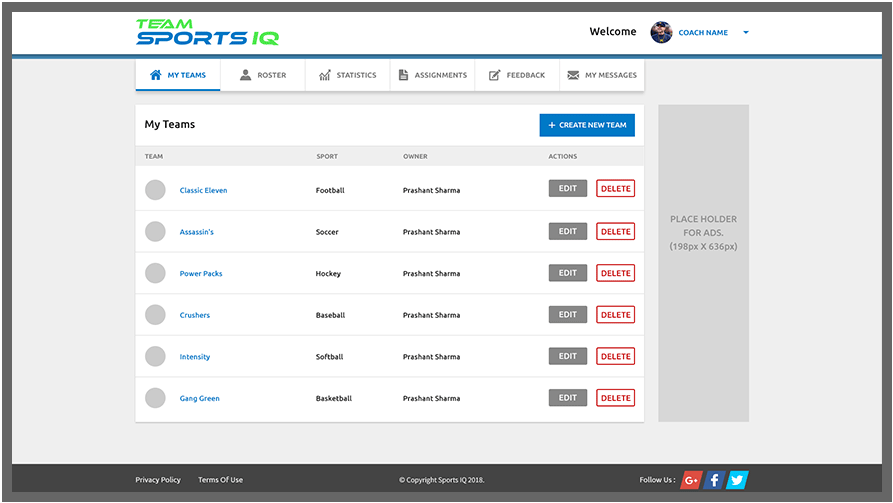 TEAM
SPORTS IQ
Welcome COACH NAME
MY TEAMS ROSTER STATISTICS ASSIGNMENTS FEEDBACK MY MESSAGES
My Teams + CREATE NEW TEAM
TEAM SPORT OWNER ACTIONS
Classic Eleven Football Prashant Sharma EDIT DELETE
Assassin's Soccer Prashant Sharma EDIT DELETE
Power Packs Hockey Prashant Sharma EDIT DELETE
Crushers Baseball Prashant Sharma EDIT DELETE
Intensity Softball Prashant Sharma EDIT DELETE
Gang Green Basketball Prashant Sharma EDIT DELETE
PLACE HOLDER
FOR ADS.
(198px X 636px)
Privacy Policy Terms Of Use © Copyright Sports IQ 2018. Follow Us : G+ f